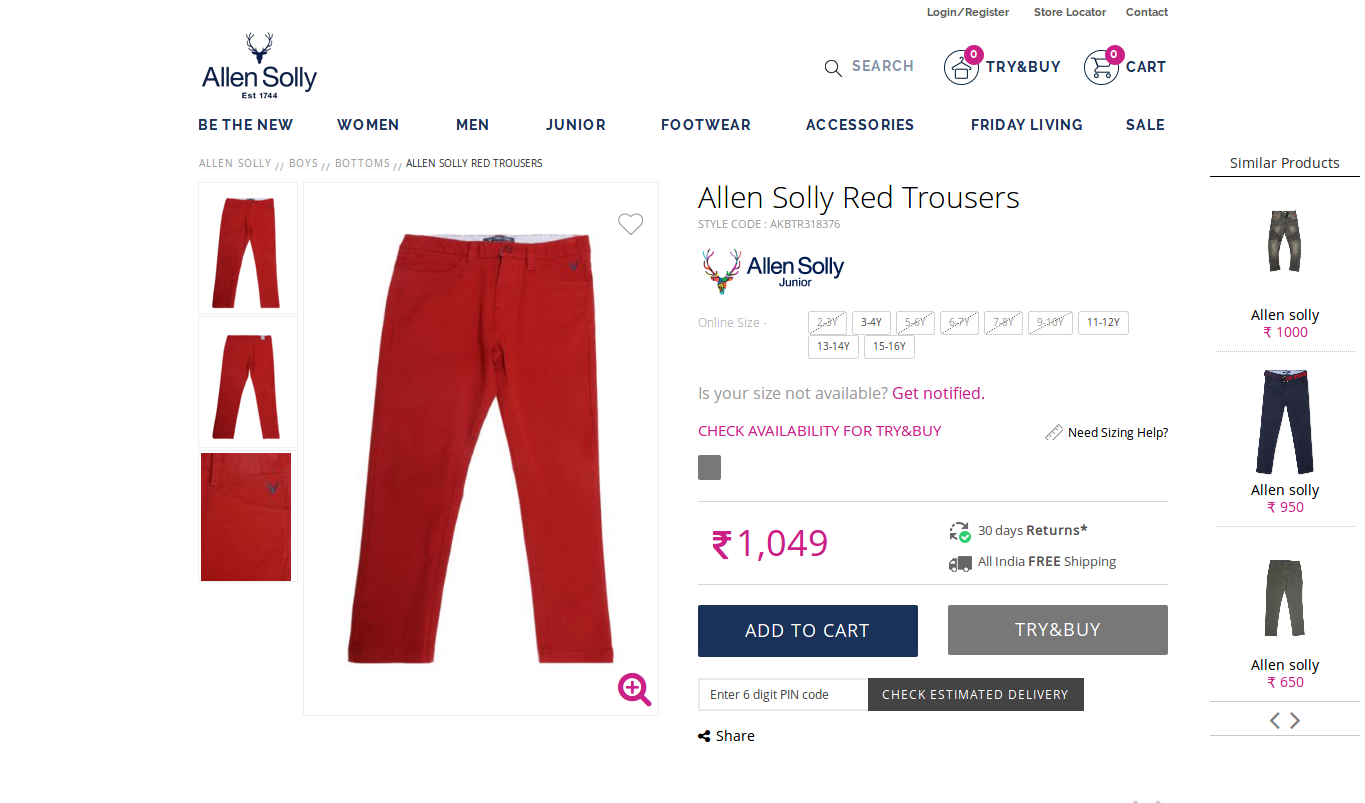 Login/Register Store Locator Contact
Allen Solly
Est 1744
SEARCH 0 TRY&BUY 0 CART
BE THE NEW WOMEN MEN JUNIOR FOOTWEAR ACCESSORIES FRIDAY LIVING SALE
ALLEN SOLLY // BOYS // BOTTOMS // ALLEN SOLLY RED TROUSERS
Allen Solly Red Trousers
STYLE CODE : AKBTR318376
Allen Solly
Junior
Online Size - 2-3Y 3-4Y 5-6Y 6-7Y 7-8Y 9-10Y 11-12Y
13-14Y 15-16Y
Is your size not available? Get notified.
CHECK AVAILABILITY FOR TRY&BUY Need Sizing Help?
₹ 1,049
30 days Returns*
All India FREE Shipping
ADD TO CART TRY&BUY
Enter 6 digit PIN code CHECK ESTIMATED DELIVERY
Share
Similar Products
Allen solly
₹ 1000
Allen solly
₹ 950
Allen solly
₹ 650